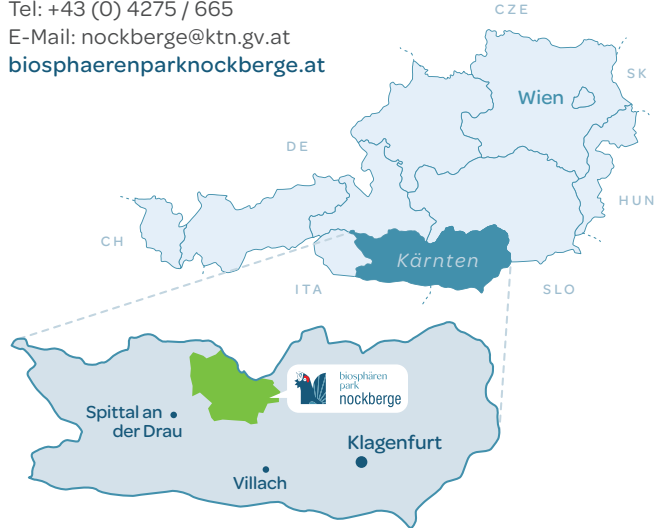 Tel: +43 (0) 4275 / 665
E-Mail: nockberge@ktn.gv.at
biosphaerenparknockberge.at
CZE
SK
Wien
DE
HUN
CH
Kärnten
ITA
SLO
biosphären
park
nockberge
Spittal an
der Drau
Klagenfurt
Villach